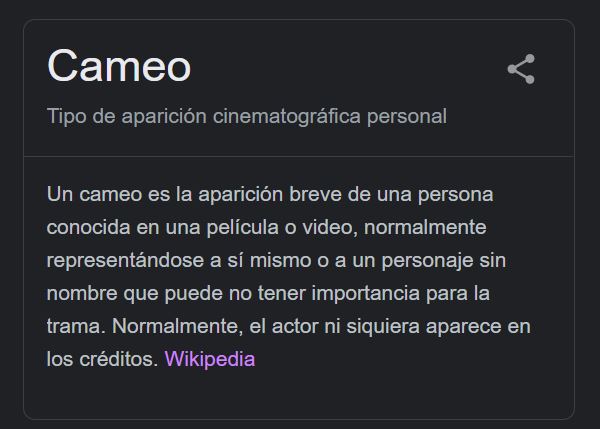 Cameo
Tipo de aparición cinematográfica personal
Un cameo es la aparición breve de una persona
conocida en una película o video, normalmente
representándose a sí mismo o a un personaje sin
nombre que puede no tener importancia para la
trama. Normalmente, el actor ni siquiera aparece en
los créditos. Wikipedia